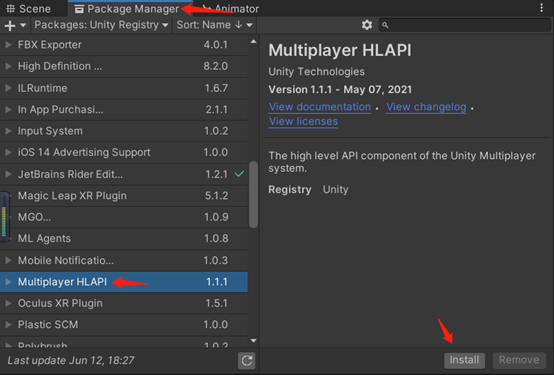 Scene
Package Manager
Animator
Packages: Unity Registry
Sort: Name ↓
FBX Exporter 4.0.1
High Definition ... 8.2.0
ILRuntime 1.6.7
In App Purchasi... 2.1.1
Input System 1.0.2
iOS 14 Advertising Support 1.0.0
JetBrains Rider Edit... 1.2.1
Magic Leap XR Plugin 5.1.2
MGO... 1.0.9
ML Agents 1.0.8
Mobile Notificatio... 1.0.3
Multiplayer HLAPI 1.1.1
Oculus XR Plugin 1.5.1
Plastic SCM 1.0.0
Polybrush 1.0.2
Last update Jun 12, 18:27
Multiplayer HLAPI
Unity Technologies
Version 1.1.1 - May 07, 2021
View documentation • View changelog •
View licenses
The high level API component of the Unity Multiplayer
system.
Registry Unity
Install Remove